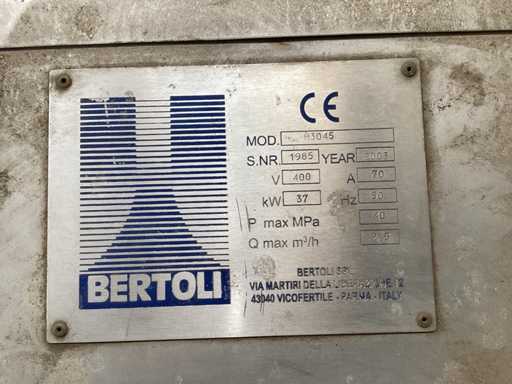 CE
MOD. H3045
S.NR. 1985 YEAR 2003
V 400 A 70
kW 37 Hz 50
P max MPa 40
Q max m³/h
BERTOLI
BERTOLI SRL
VIA MARTIRI DELLA
43040 VICOFERTILE - PARMA - ITALY